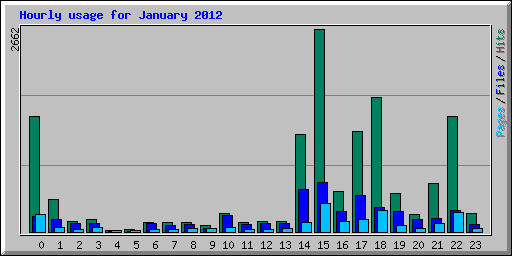 Hourly usage for January 2012
2662
Pages / Files / Hits
0 1 2 3 4 5 6 7 8 9 10 11 12 13 14 15 16 17 18 19 20 21 22 23